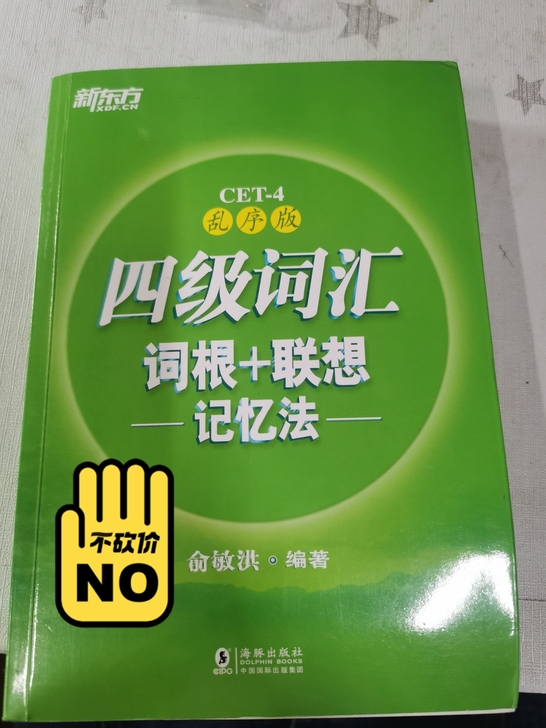 新东方
XDF.CN
CET-4
乱序版
四级词汇
词根+联想
记忆法
不砍价
NO
俞敏洪 编著
海豚出版社
DOLPHIN BOOKS
CIPG
中国国际出版集团